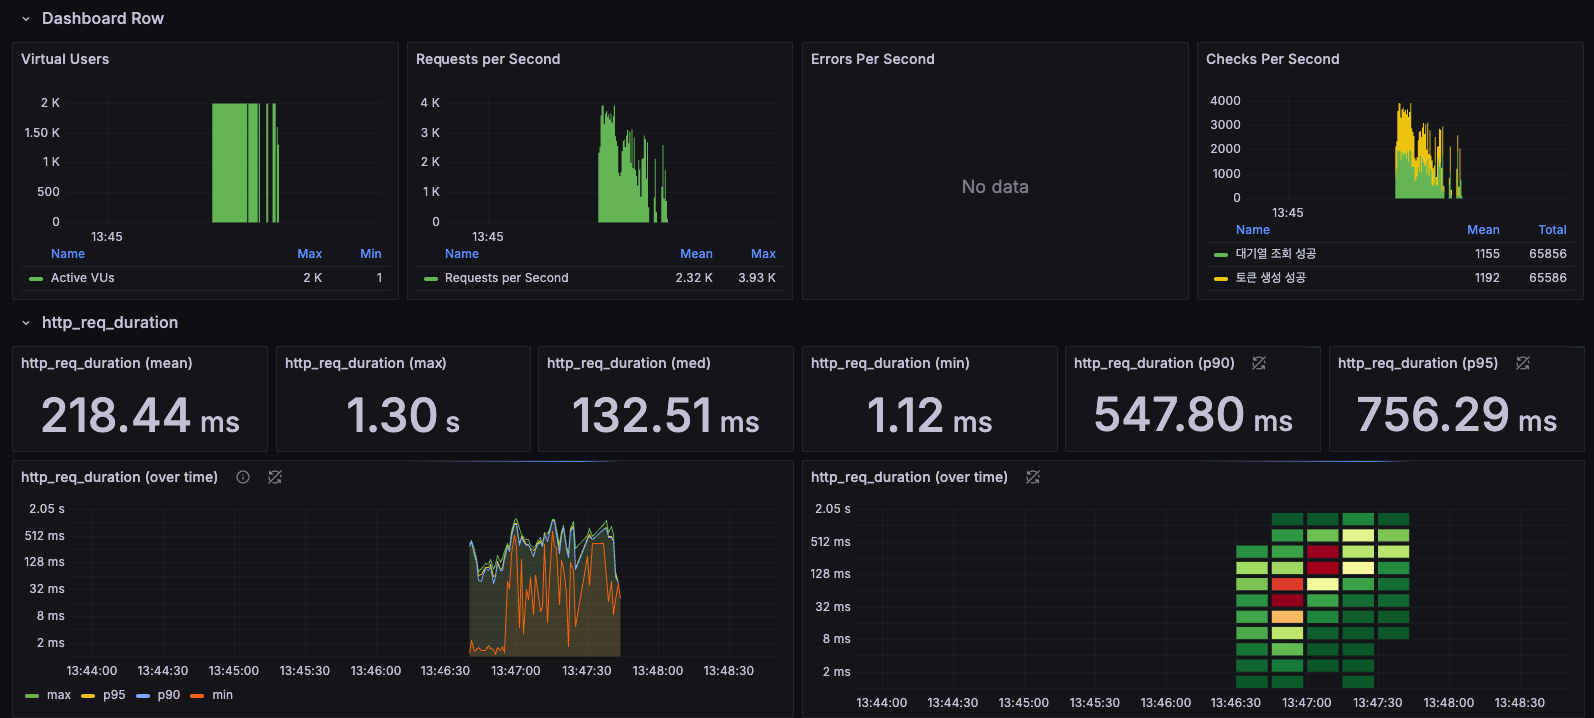 Dashboard Row
Virtual Users
2 K
1.50 K
1 K
500
0
13:45
Name Max Min
Active VUs 2 K 1
Requests per Second
4 K
3 K
2 K
1 K
0
13:45
Name Mean Max
Requests per Second 2.32 K 3.93 K
Errors Per Second
No data
Checks Per Second
4000
3000
2000
1000
0
13:45
Name Mean Total
대기열 조회 성공 1155 65856
토큰 생성 성공 1192 65586
http_req_duration
http_req_duration (mean)
218.44 ms
http_req_duration (max)
1.30 s
http_req_duration (med)
132.51 ms
http_req_duration (min)
1.12 ms
http_req_duration (p90)
547.80 ms
http_req_duration (p95)
756.29 ms
http_req_duration (over time)
2.05 s
512 ms
128 ms
32 ms
8 ms
2 ms
13:44:00 13:44:30 13:45:00 13:45:30 13:46:00 13:46:30 13:47:00 13:47:30 13:48:00 13:48:30
max p95 p90 min
http_req_duration (over time)
2.05 s
512 ms
128 ms
32 ms
8 ms
2 ms
13:44:00 13:44:30 13:45:00 13:45:30 13:46:00 13:46:30 13:47:00 13:47:30 13:48:00 13:48:30